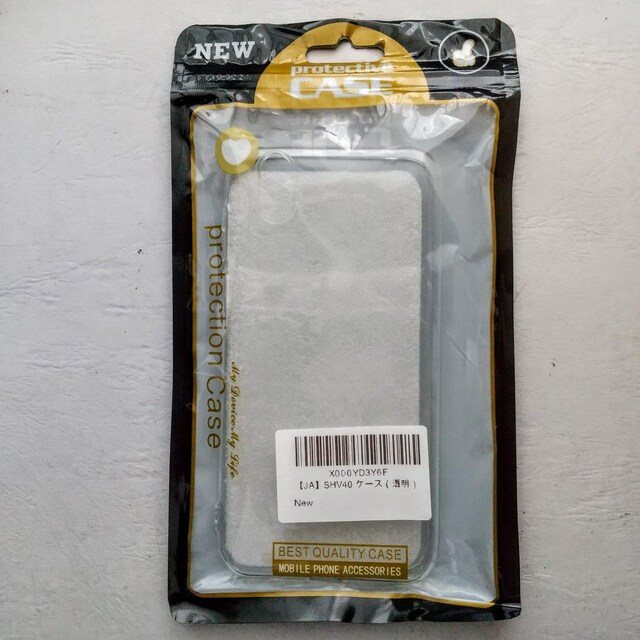 NEW
protective
CASE
protection Case
My Device My Life
X000YD3Y6F
【JA】SHV40 ケース ( 透明 )
New
BEST QUALITY CASE
MOBILE PHONE ACCESSORIES